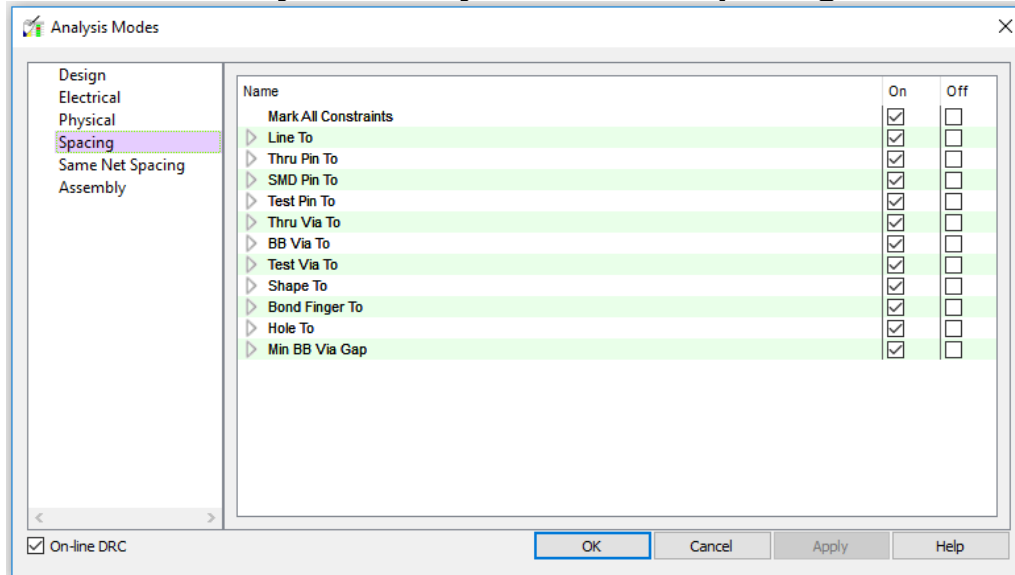 Analysis Modes
Design
Electrical
Physical
Spacing
Same Net Spacing
Assembly
Name On Off
Mark All Constraints
Line To
Thru Pin To
SMD Pin To
Test Pin To
Thru Via To
BB Via To
Test Via To
Shape To
Bond Finger To
Hole To
Min BB Via Gap
On-line DRC
OK Cancel Apply Help